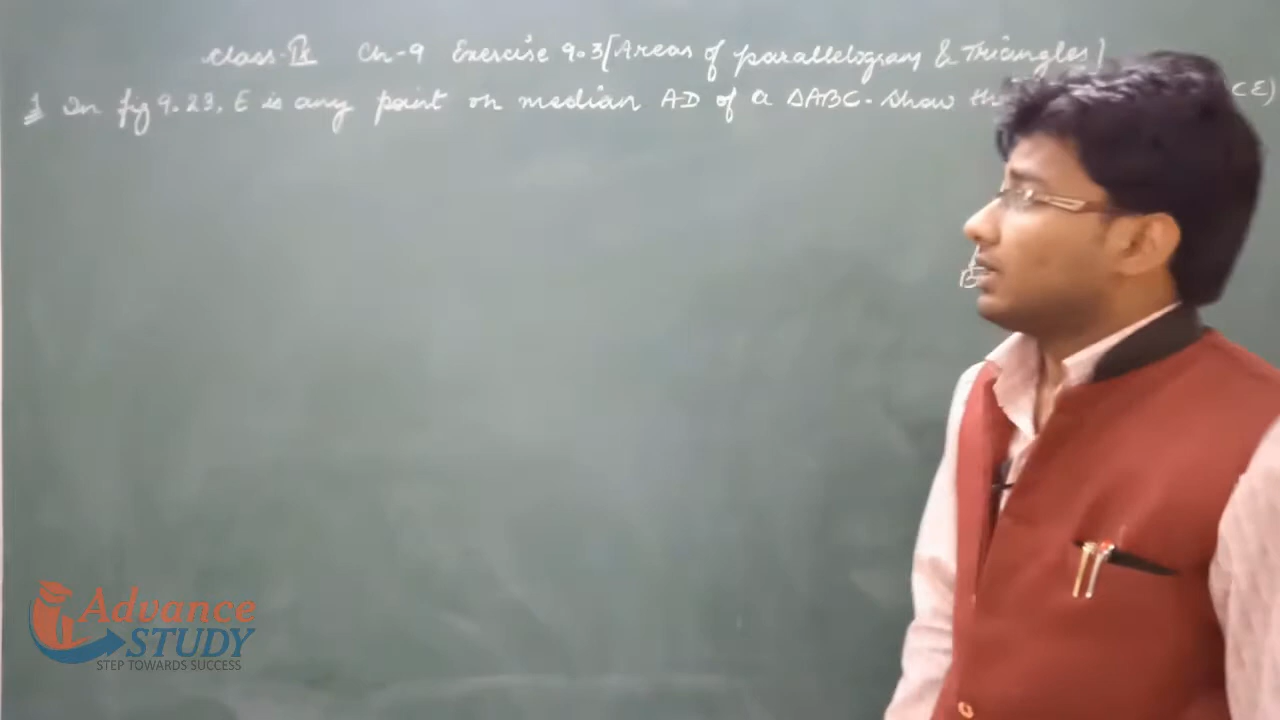 Class-IX Ch-9 Exercise 9.3 [Areas of parallelogram & Triangles]
1 In fig 9.23, E is any point on median AD of a ΔABC. Show CE)
B
Advance
STUDY
STEP TOWARDS SUCCESS